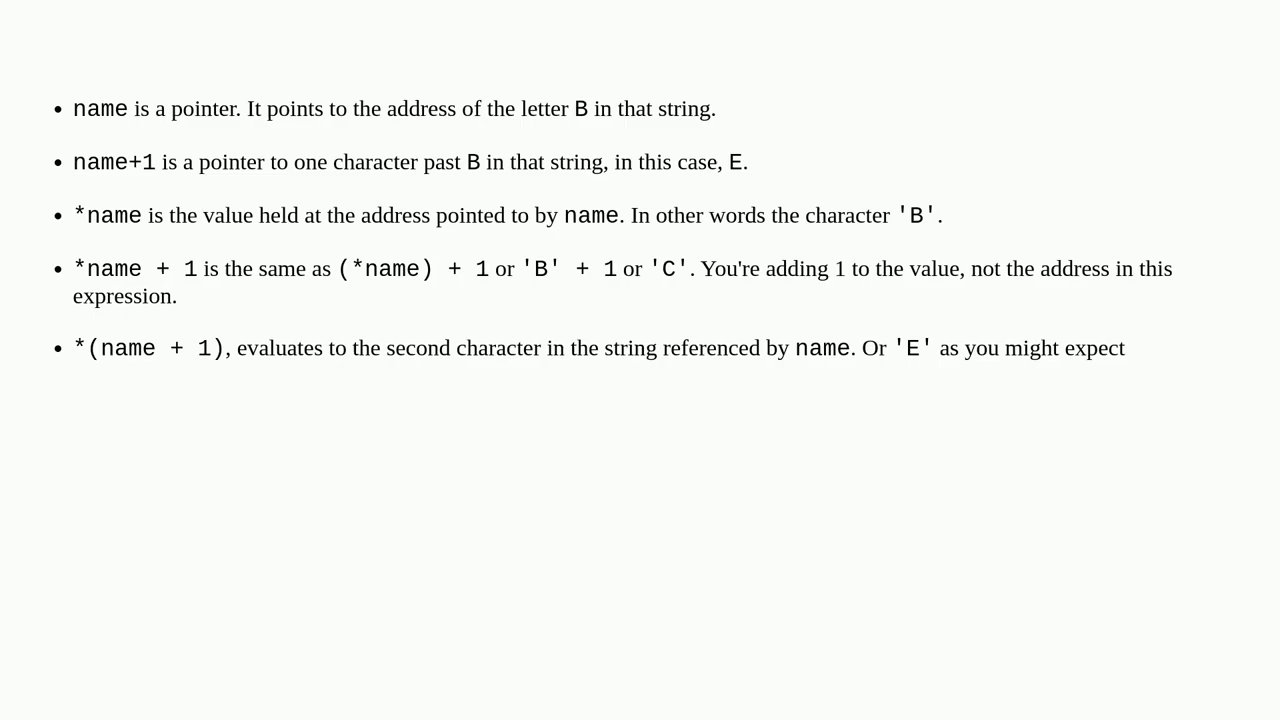 • name is a pointer. It points to the address of the letter B in that string.
• name+1 is a pointer to one character past B in that string, in this case, E.
• *name is the value held at the address pointed to by name. In other words the character 'B'.
• *name + 1 is the same as (*name) + 1 or 'B' + 1 or 'C'. You're adding 1 to the value, not the address in this
expression.
• *(name + 1), evaluates to the second character in the string referenced by name. Or 'E' as you might expect